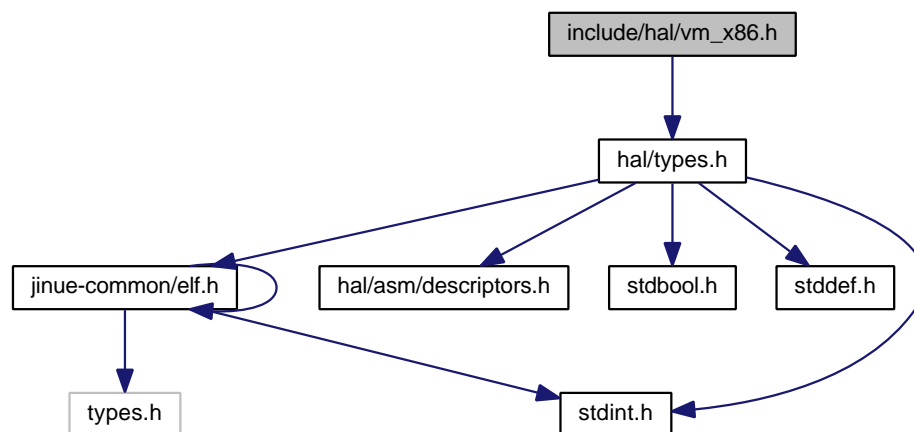 include/hal/vm_x86.h
hal/types.h
jinue-common/elf.h
hal/asm/descriptors.h
stdbool.h
stddef.h
types.h
stdint.h